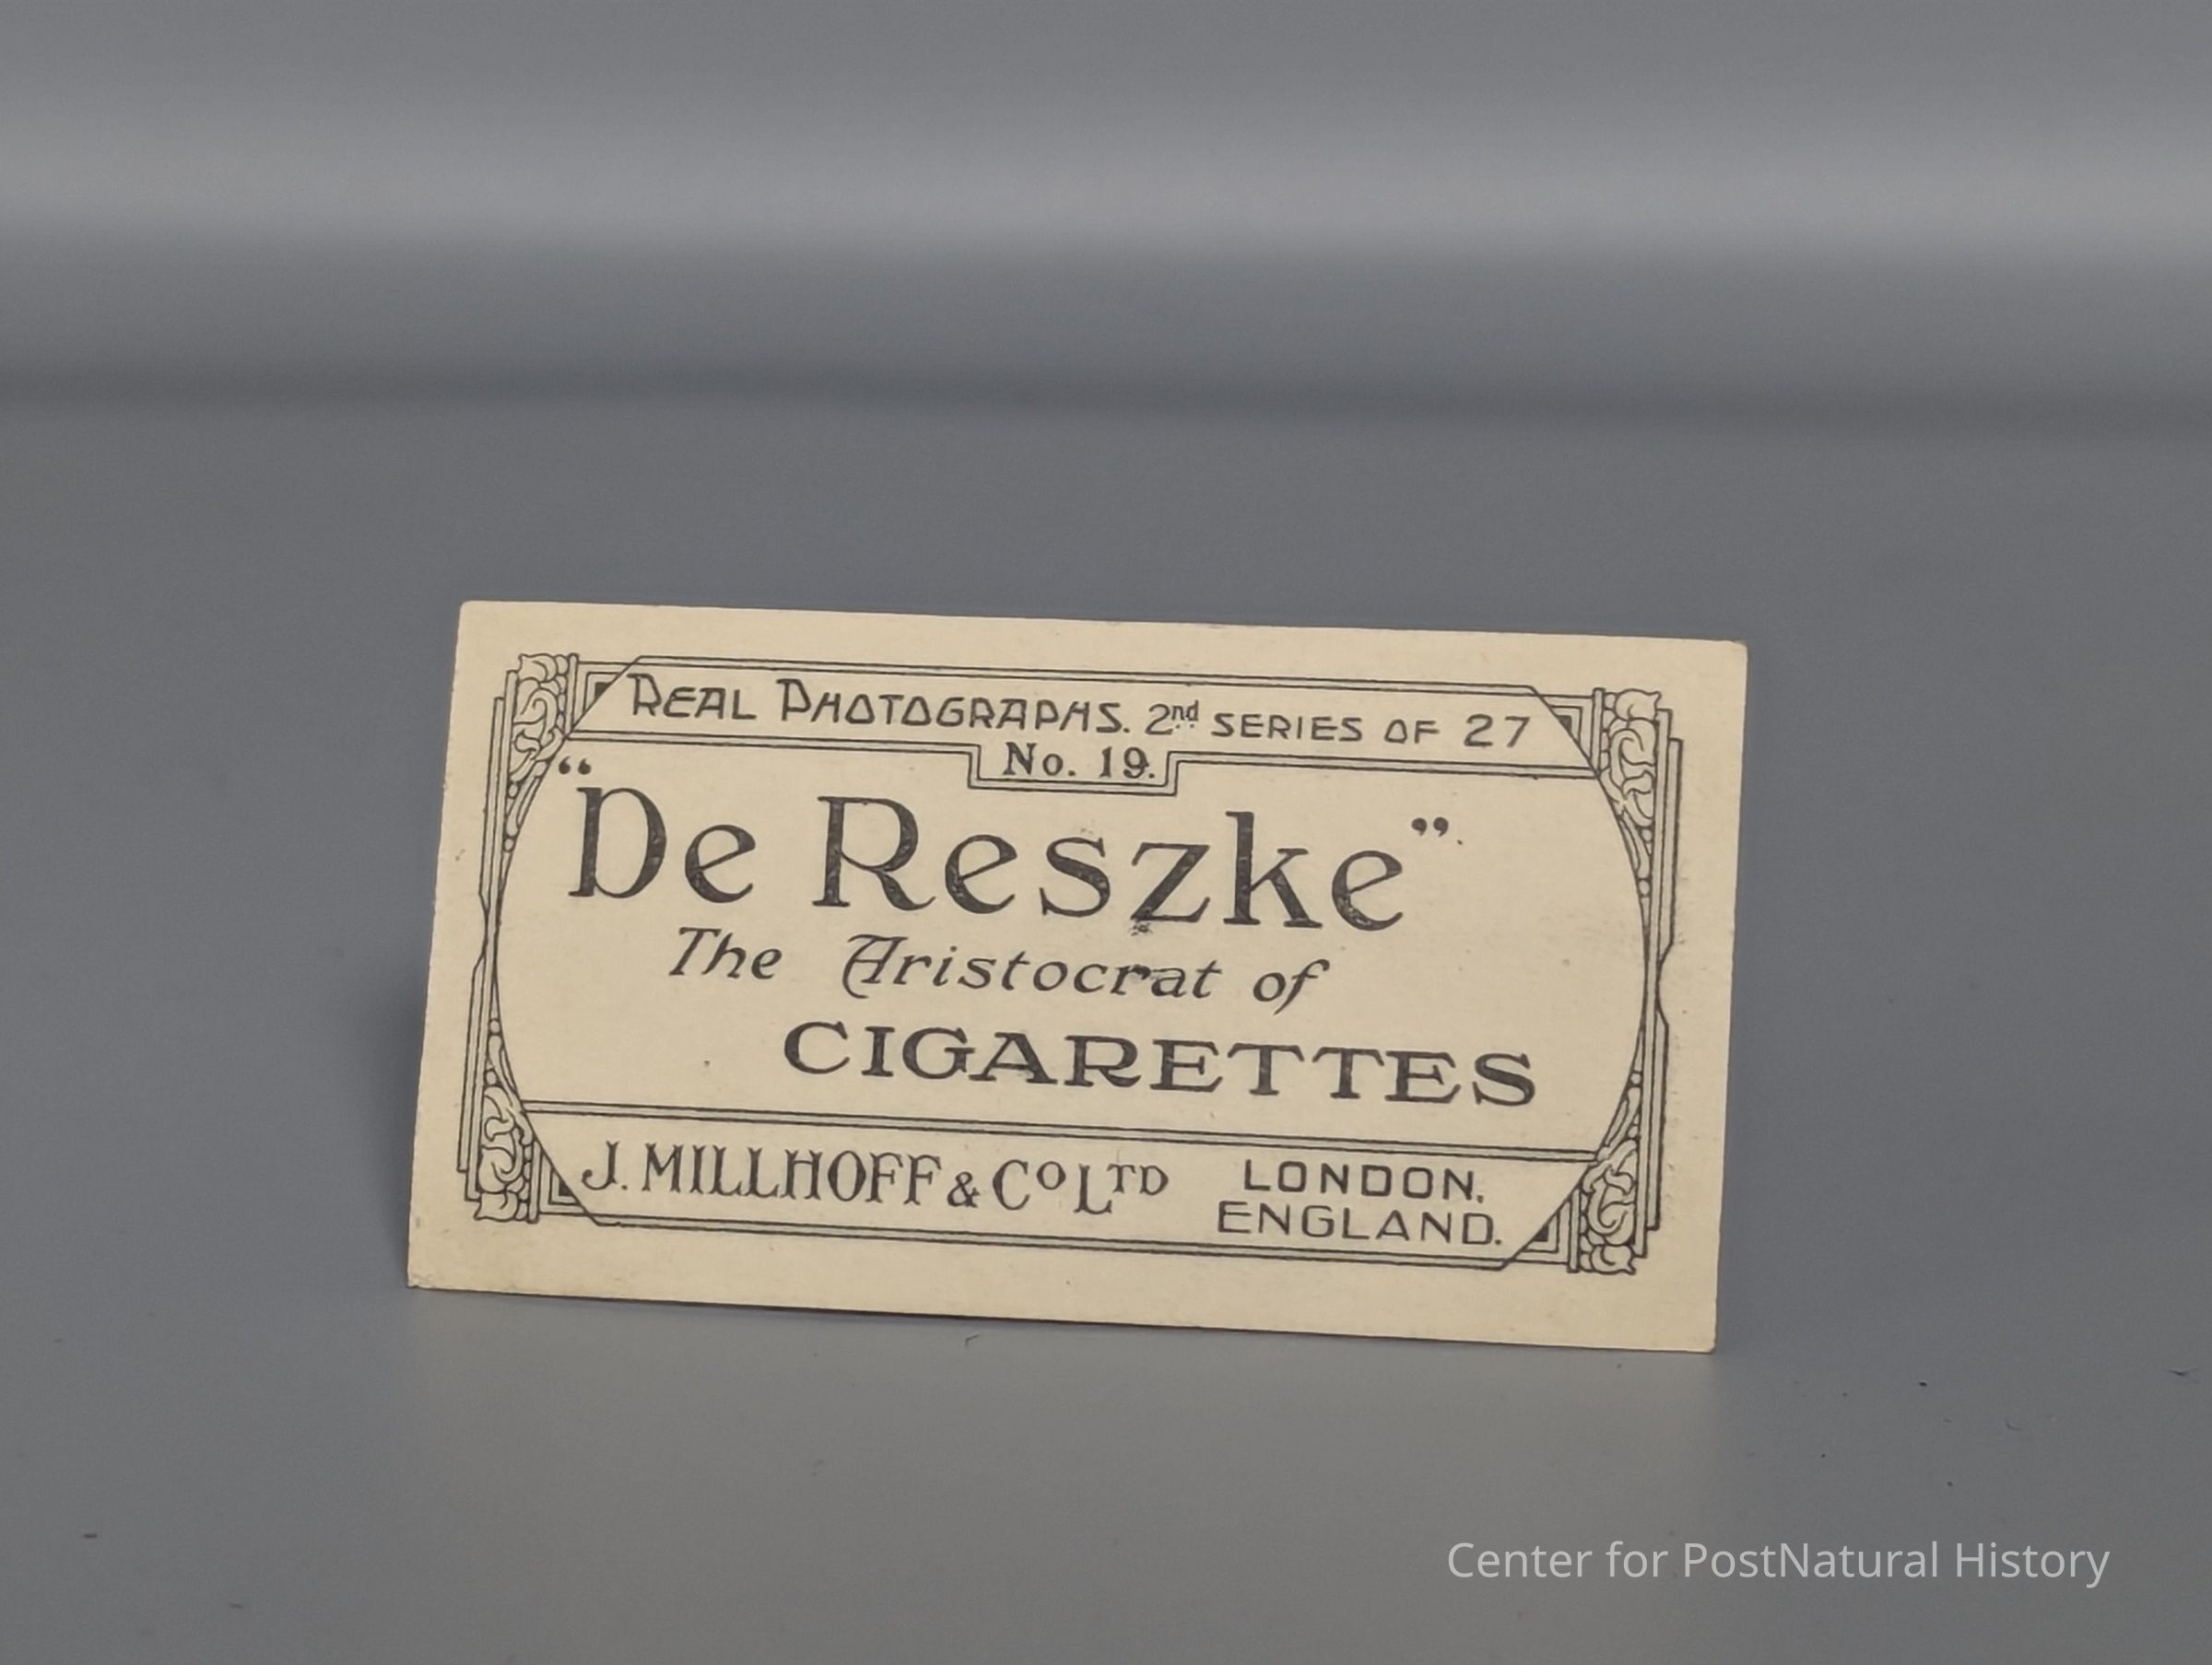 REAL PHOTOGRAPHS. 2nd SERIES OF 27
No. 19.
"De Reszke"
The Aristocrat of
CIGARETTES
J. MILLHOFF & CO LTD LONDON.
ENGLAND.
Center for PostNatural History